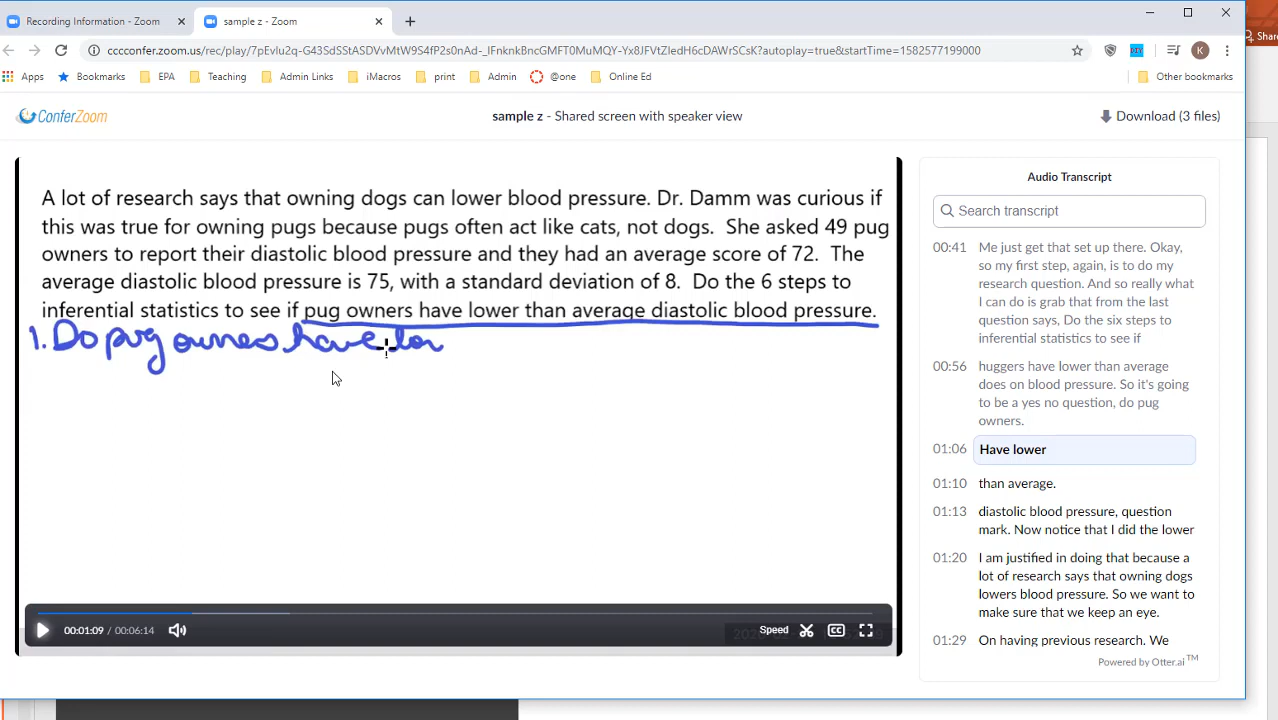 Recording Information - Zoom
sample z - Zoom
Share
cccconfer.zoom.us/rec/play/7pEvlu2q-G43SdSStASDVvMtW9S4fP2s0nAd-_IFnknkBncGWFT0MuMQY-Yx8JFVtZIedH6cDAWr5CsK?autoplay=true&startTime=1582577199000
DIY
K
Apps Bookmarks EPA Teaching Admin Links iMacros print Admin @one Online Ed Other bookmarks
ConferZoom
sample z - Shared screen with speaker view
Download (3 files)
A lot of research says that owning dogs can lower blood pressure. Dr. Damm was curious if
this was true for owning pugs because pugs often act like cats, not dogs. She asked 49 pug
owners to report their diastolic blood pressure and they had an average score of 72. The
average diastolic blood pressure is 75, with a standard deviation of 8. Do the 6 steps to
inferential statistics to see if pug owners have lower than average diastolic blood pressure.
1. Do pug owners have low
00:01:09 / 00:06:14
Speed
CC
Audio Transcript
Search transcript
00:41 Me just get that set up there. Okay,
so my first step, again, is to do my
research question. And so really what
I can do is grab that from the last
question says, Do the six steps to
inferential statistics to see if
00:56 huggers have lower than average
does on blood pressure. So it's going
to be a yes no question, do pug
owners.
01:06 Have lower
01:10 than average.
01:13 diastolic blood pressure, question
mark. Now notice that I did the lower
01:20 I am justified in doing that because a
lot of research says that owning dogs
lowers blood pressure. So we want to
make sure that we keep an eye.
01:29 On having previous research. We
Powered by Otter.ai TM